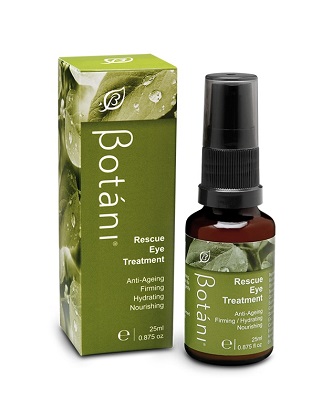 Botáni®
Rescue
Eye
Treatment
Anti-Ageing
Firming
Hydrating
Nourishing
e
25ml
0.875 oz
Botáni®
Rescue
Eye
Treatment
Anti-Ageing
Firming / Hydrating
Nourishing
e
25ml
0.875 oz